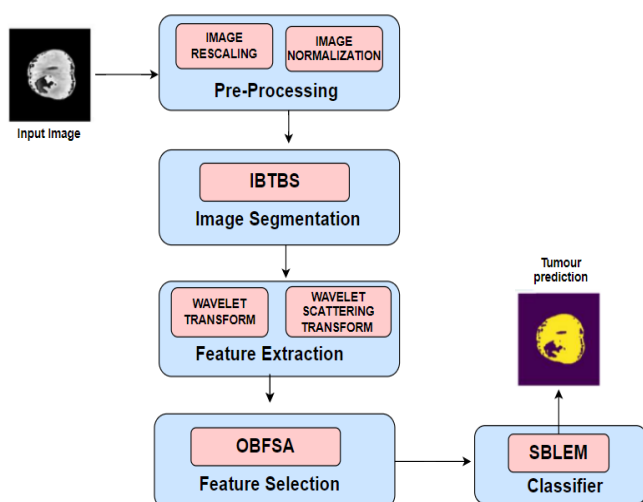 Input Image
IMAGE
RESCALING
IMAGE
NORMALIZATION
Pre-Processing
IBTBS
Image Segmentation
WAVELET
TRANSFORM
WAVELET
SCATTERING
TRANSFORM
Feature Extraction
OBFSA
Feature Selection
SBLEM
Classifier
Tumour
prediction